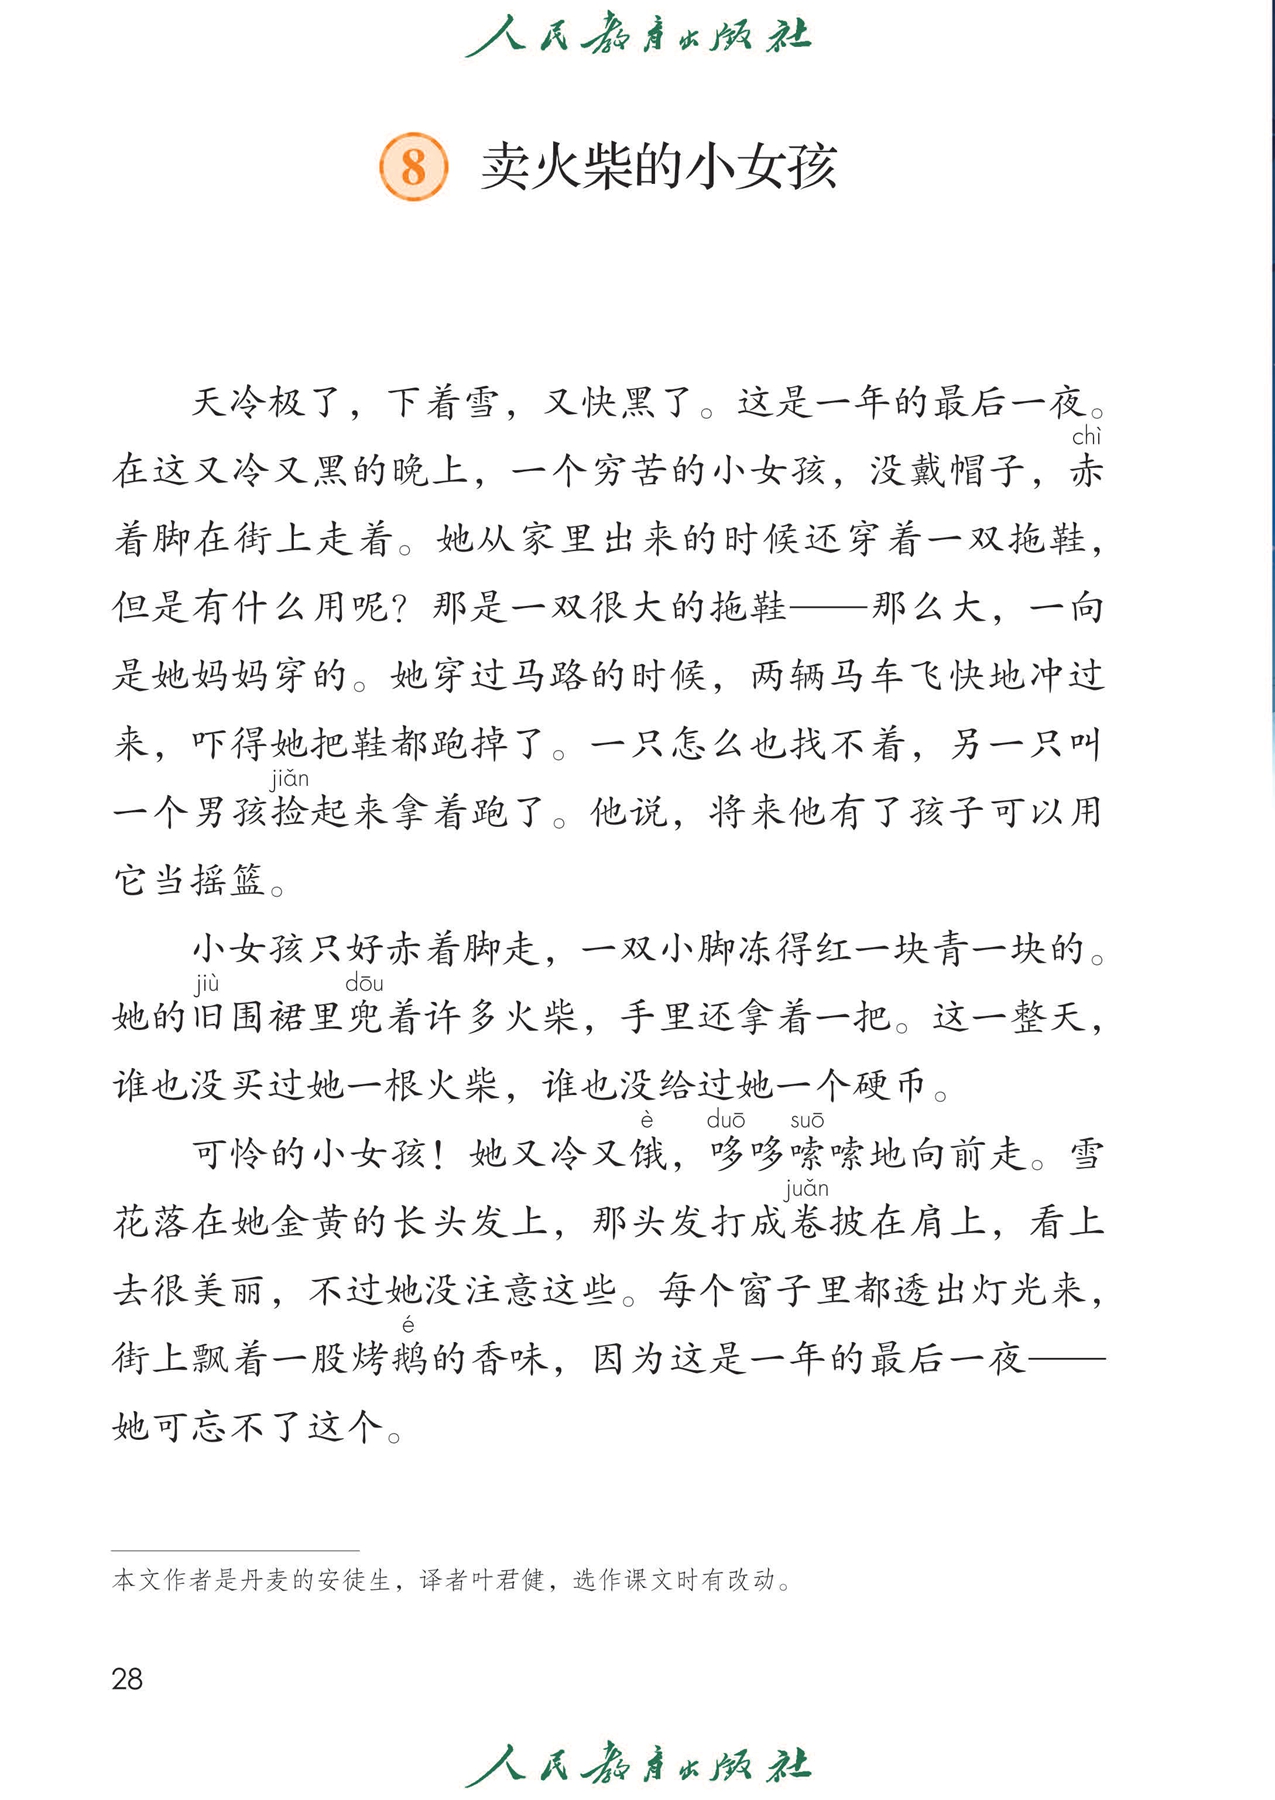 人民教育出版社
8 卖火柴的小女孩
天冷极了，下着雪，又快黑了。这是一年的最后一夜。
chì
在这又冷又黑的晚上，一个穷苦的小女孩，没戴帽子，赤
着脚在街上走着。她从家里出来的时候还穿着一双拖鞋，
但是有什么用呢？那是一双很大的拖鞋——那么大，一向
是她妈妈穿的。她穿过马路的时候，两辆马车飞快地冲过
来，吓得她把鞋都跑掉了。一只怎么也找不着，另一只叫
jiǎn
一个男孩捡起来拿着跑了。他说，将来他有了孩子可以用
它当摇篮。
小女孩只好赤着脚走，一双小脚冻得红一块青一块的。
jiù dōu
她的旧围裙里兜着许多火柴，手里还拿着一把。这一整天，
谁也没买过她一根火柴，谁也没给过她一个硬币。
è duō suō
可怜的小女孩！她又冷又饿，哆哆嗦嗦地向前走。雪
juǎn
花落在她金黄的长头发上，那头发打成卷披在肩上，看上
去很美丽，不过她没注意这些。每个窗子里都透出灯光来，
é
街上飘着一股烤鹅的香味，因为这是一年的最后一夜——
她可忘不了这个。
本文作者是丹麦的安徒生，译者叶君健，选作课文时有改动。
28
人民教育出版社